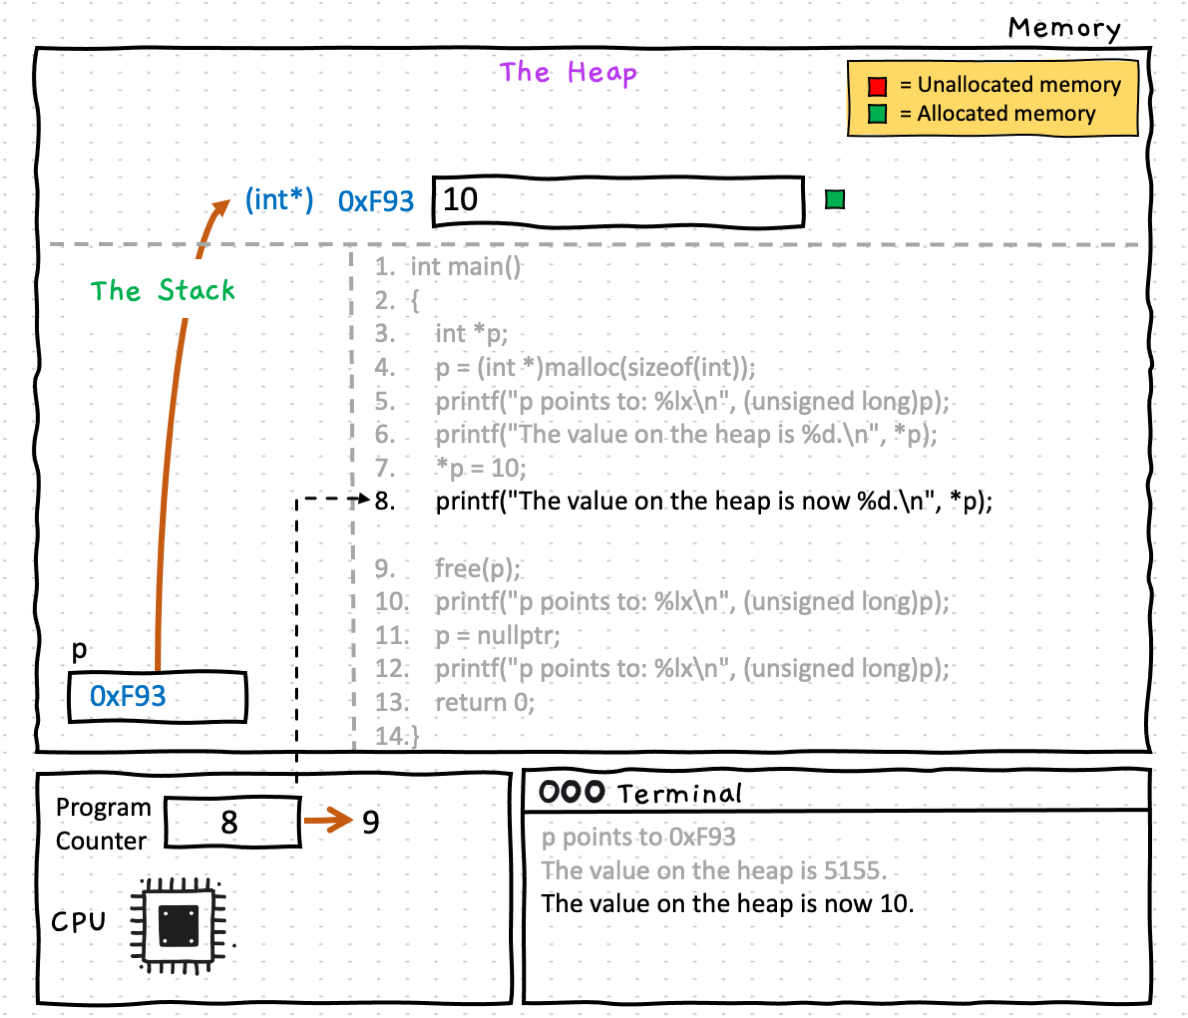 Memory
The Heap
= Unallocated memory
= Allocated memory
(int*) 0xF93 10
The Stack
1. int main()
2. {
3. int *p;
4. p = (int *)malloc(sizeof(int));
5. printf("p points to: %lx\n", (unsigned long)p);
6. printf("The value on the heap is %d.\n", *p);
7. *p = 10;
8. printf("The value on the heap is now %d.\n", *p);
9. free(p);
10. printf("p points to: %lx\n", (unsigned long)p);
11. p = nullptr;
12. printf("p points to: %lx\n", (unsigned long)p);
13. return 0;
14.}
p
0xF93
Program
Counter
8
9
CPU
Terminal
p points to 0xF93
The value on the heap is 5155.
The value on the heap is now 10.